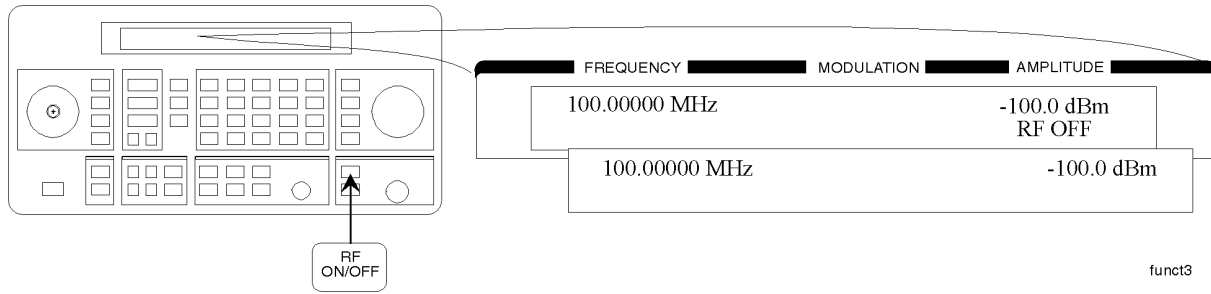 FREQUENCY MODULATION AMPLITUDE
100.00000 MHz -100.0 dBm
RF OFF
100.00000 MHz -100.0 dBm
RF
ON/OFF
funct3